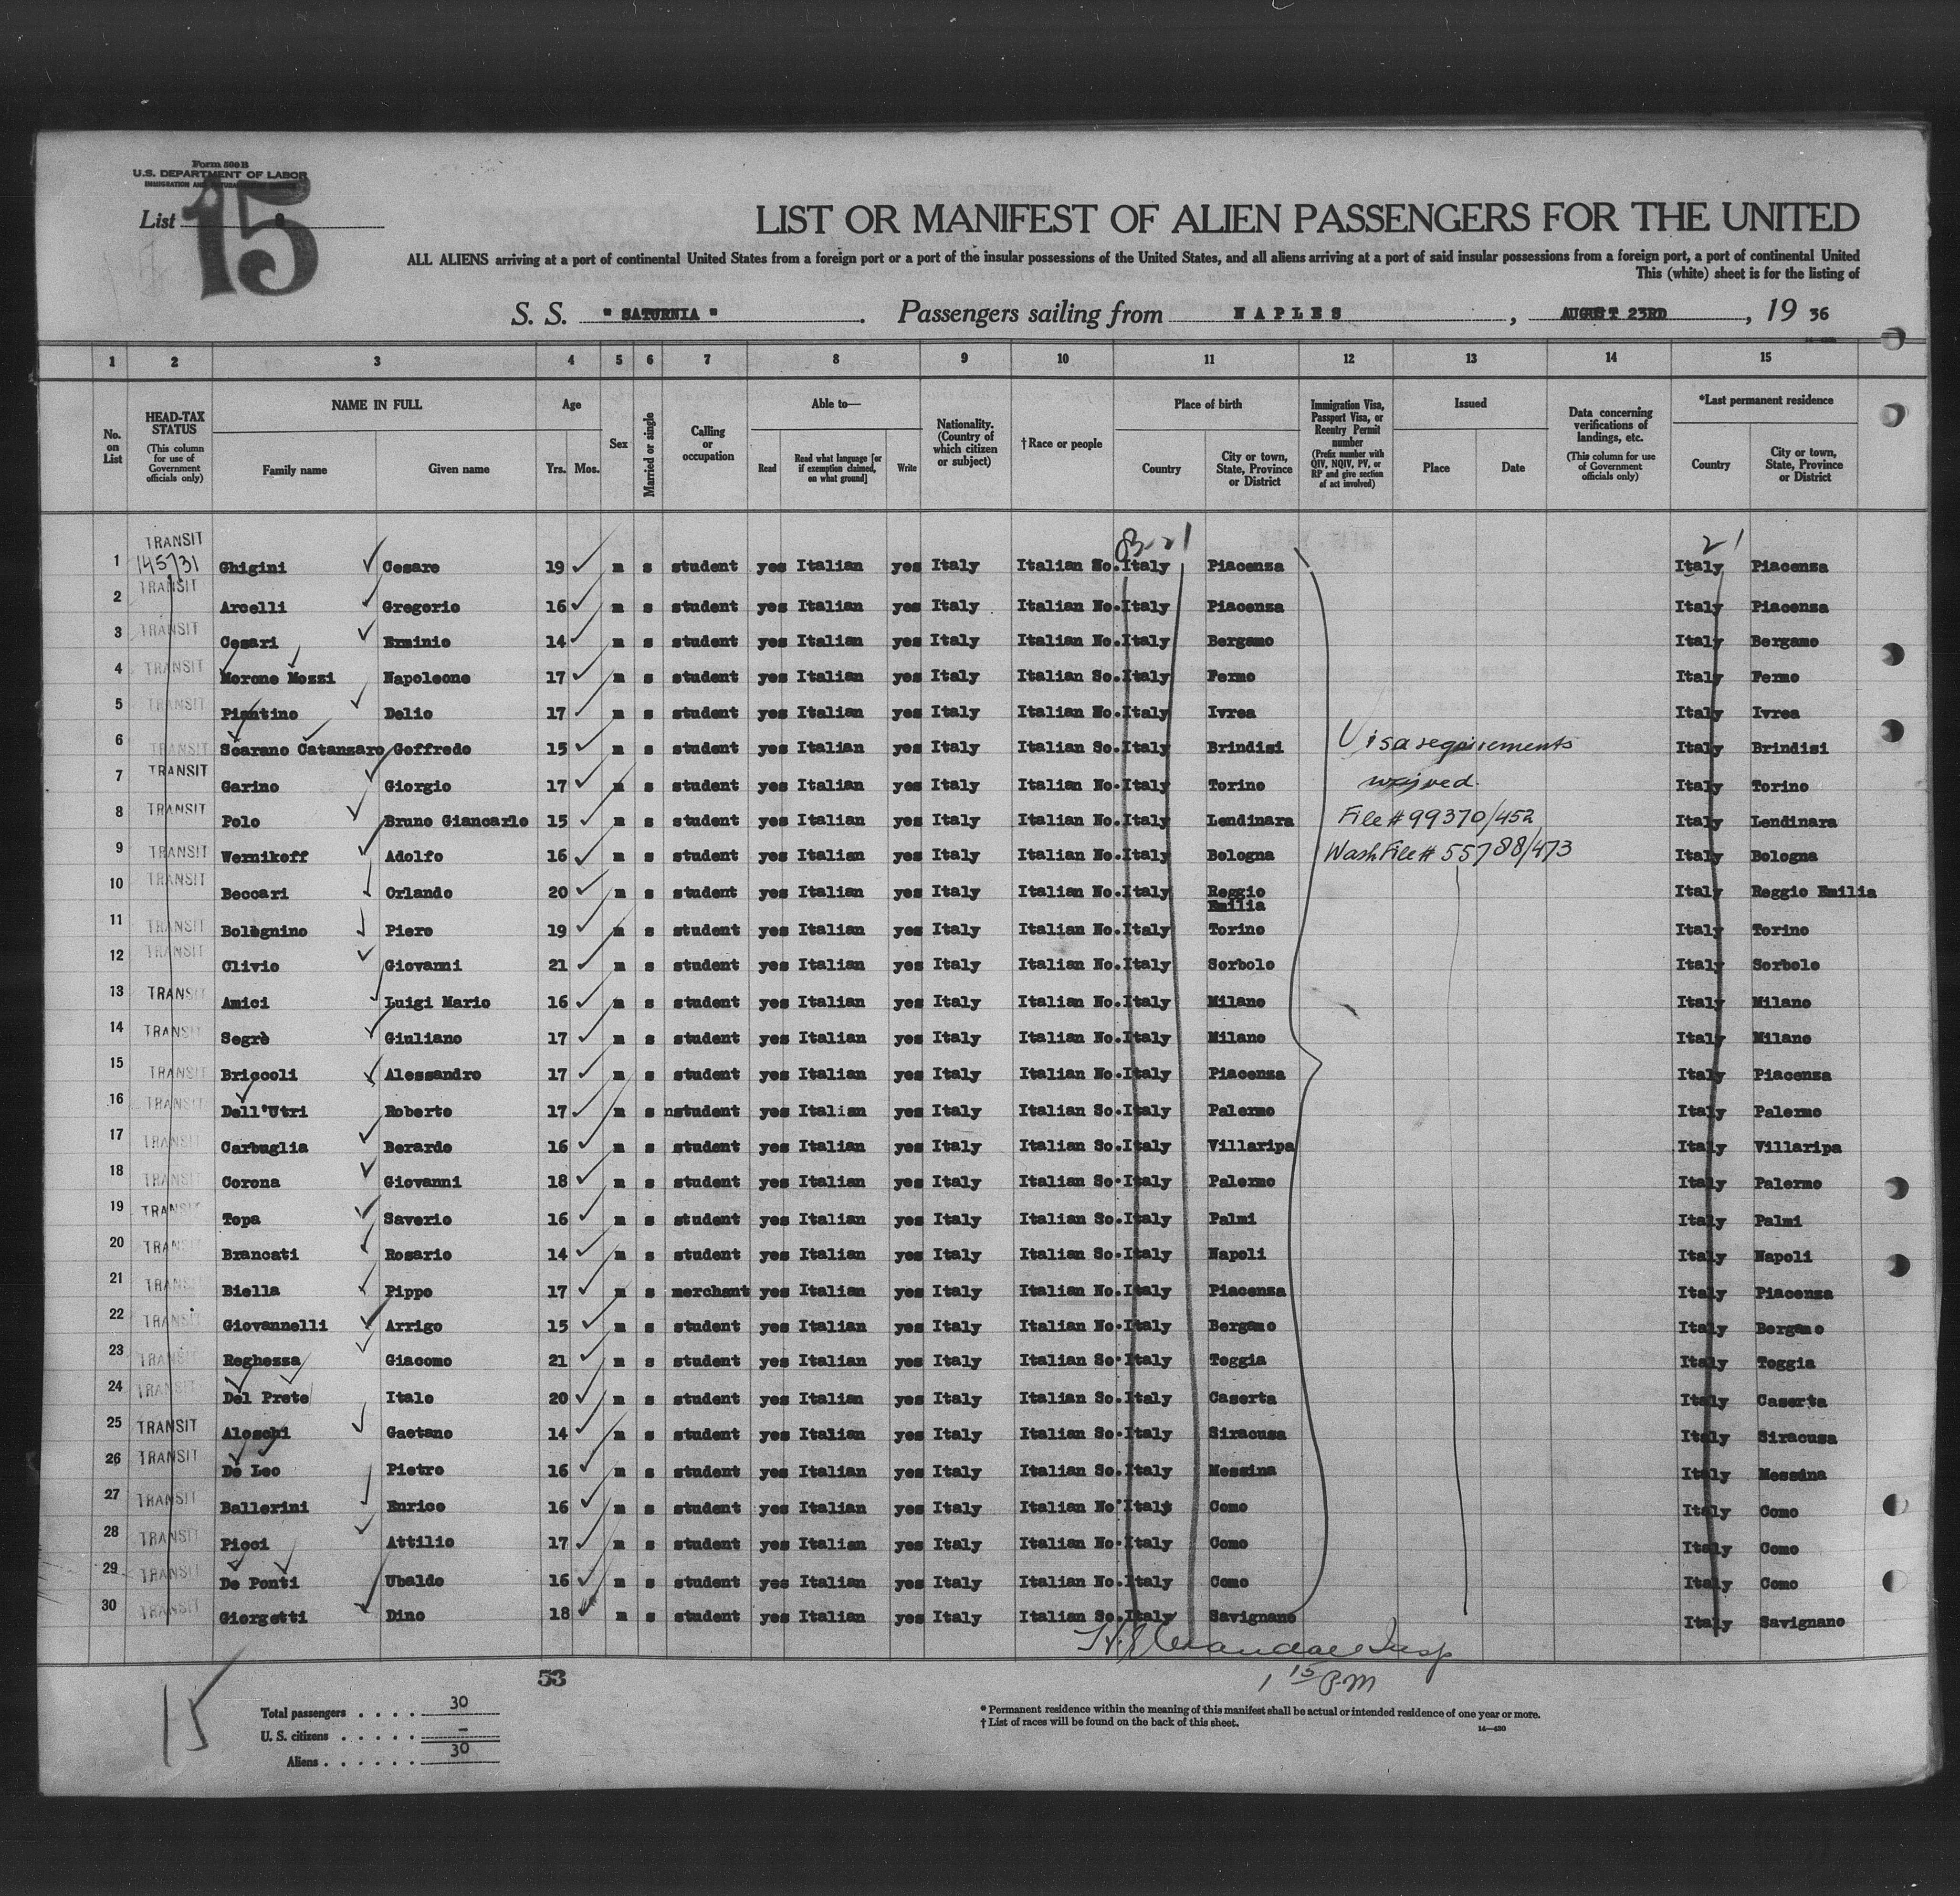 Form 500 B
U.S. DEPARTMENT OF LABOR
List 15
LIST OR MANIFEST OF ALIEN PASSENGERS FOR THE UNITED
ALL ALIENS arriving at a port of continental United States from a foreign port or a port of the insular possessions of the United States, and all aliens arriving at a port of said insular possessions from a foreign port, a port of continental United
This (white) sheet is for the listing of
S. S. " SATURNIA " . Passengers sailing from NAPLES , AUGUST 23RD , 19 36
1 2 3 4 5 6 7 8 9 10 11 12 13 14 15
No. on List
HEAD-TAX STATUS (This column for use of Government officials only)
NAME IN FULL Family name Given name
Age Yrs. Mos.
Sex
Married or single
Calling or occupation
Able to— Read Read what language [or if exemption claimed, on what ground] Write
Nationality. (Country of which citizen or subject)
†Race or people
Place of birth Country City or town, State, Province or District
Immigration Visa, Passport Visa, or Reentry Permit number (Prefix number with QIV, NQIV, PV, or RP and give section of act involved)
Issued Place Date
Data concerning verifications of landings, etc. (This column for use of Government officials only)
*Last permanent residence Country City or town, State, Province or District
TRANSIT
145731
1 Ghigini Cesare 19 m s student yes Italian yes Italy Italian No. Italy Piacenza Italy Piacenza
2 TRANSIT Arcelli Gregorio 16 m s student yes Italian yes Italy Italian No. Italy Piacenza Italy Piacenza
3 TRANSIT Cesari Erminio 14 m s student yes Italian yes Italy Italian No. Italy Bergamo Italy Bergamo
4 TRANSIT Morone Mozzi Napoleone 17 m s student yes Italian yes Italy Italian So. Italy Fermo Italy Fermo
5 TRANSIT Piantino Delio 17 m s student yes Italian yes Italy Italian No. Italy Ivrea Italy Ivrea
6 TRANSIT Scarano Catanzaro Goffredo 15 m s student yes Italian yes Italy Italian So. Italy Brindisi Visa requirements Italy Brindisi
7 TRANSIT Garino Giorgio 17 m s student yes Italian yes Italy Italian No. Italy Torino waived. Italy Torino
8 TRANSIT Polo Bruno Giancarlo 15 m s student yes Italian yes Italy Italian No. Italy Lendinara File # 99370/452 Italy Lendinara
9 TRANSIT Wernikoff Adolfo 16 m s student yes Italian yes Italy Italian No. Italy Bologna Wash File # 55788/473 Italy Bologna
10 TRANSIT Beccari Orlando 20 m s student yes Italian yes Italy Italian No. Italy Reggio Emilia Italy Reggio Emilia
11 TRANSIT Bolègnino Piero 19 m s student yes Italian yes Italy Italian No. Italy Torino Italy Torino
12 TRANSIT Clivio Giovanni 21 m s student yes Italian yes Italy Italian No. Italy Sorbolo Italy Sorbolo
13 TRANSIT Amici Luigi Mario 16 m s student yes Italian yes Italy Italian No. Italy Milano Italy Milano
14 TRANSIT Segrè Giuliano 17 m s student yes Italian yes Italy Italian No. Italy Milano Italy Milano
15 TRANSIT Briccoli Alessandro 17 m s student yes Italian yes Italy Italian No. Italy Piacenza Italy Piacenza
16 TRANSIT Dell'Utri Roberto 17 m s student yes Italian yes Italy Italian So. Italy Palermo Italy Palermo
17 TRANSIT Carbuglia Berardo 16 m s student yes Italian yes Italy Italian So. Italy Villaripa Italy Villaripa
18 TRANSIT Corona Giovanni 18 m s student yes Italian yes Italy Italian So. Italy Palermo Italy Palermo
19 TRANSIT Topa Saverio 16 m s student yes Italian yes Italy Italian So. Italy Palmi Italy Palmi
20 TRANSIT Brancati Rosario 14 m s student yes Italian yes Italy Italian So. Italy Napoli Italy Napoli
21 TRANSIT Biella Pippo 17 m s merchant yes Italian yes Italy Italian No. Italy Piacenza Italy Piacenza
22 TRANSIT Giovannelli Arrigo 15 m s student yes Italian yes Italy Italian No. Italy Bergamo Italy Bergamo
23 TRANSIT Reghezza Giacomo 21 m s student yes Italian yes Italy Italian So. Italy Toggia Italy Toggia
24 TRANSIT Del Prete Italo 20 m s student yes Italian yes Italy Italian So. Italy Caserta Italy Caserta
25 TRANSIT Aloschi Gaetano 14 m s student yes Italian yes Italy Italian So. Italy Siracusa Italy Siracusa
26 TRANSIT De Leo Pietro 16 m s student yes Italian yes Italy Italian So. Italy Messina Italy Messina
27 TRANSIT Ballerini Enrico 16 m s student yes Italian yes Italy Italian No Italy Como Italy Como
28 TRANSIT Picci Attilio 17 m s student yes Italian yes Italy Italian No. Italy Como Italy Como
29 TRANSIT De Ponti Ubaldo 16 m s student yes Italian yes Italy Italian No. Italy Como Italy Como
30 TRANSIT Giorgetti Dino 18 m s student yes Italian yes Italy Italian So. Italy Savignano Italy Savignano
1 15 P.M
53
15
Total passengers . . . . 30
U. S. citizens . . . . . –
Aliens . . . . . . 30
* Permanent residence within the meaning of this manifest shall be actual or intended residence of one year or more.
† List of races will be found on the back of this sheet.
14—430